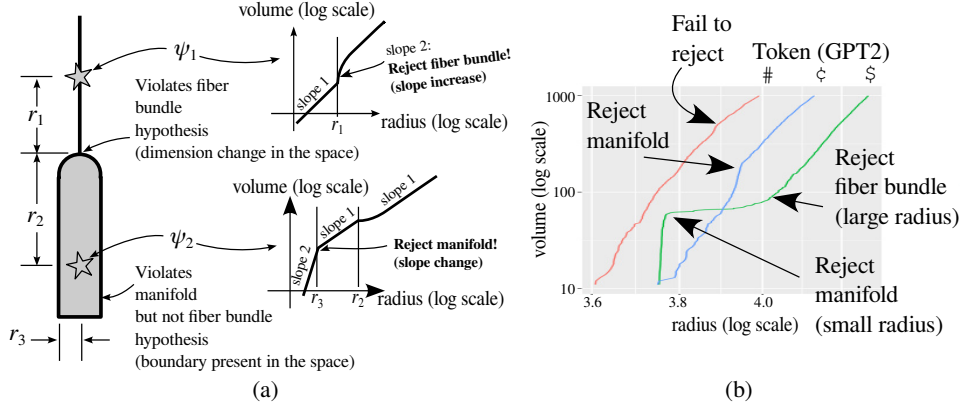 (a)
ψ1
r1
r2
ψ2
r3
Violates fiber
bundle
hypothesis
(dimension change in the space)
Violates
manifold
but not fiber bundle
hypothesis
(boundary present in the space)
volume (log scale)
slope 1
slope 2:
Reject fiber bundle!
(slope increase)
r1
radius (log scale)
volume (log scale)
slope 2
slope 1
slope 1
Reject manifold!
(slope change)
r3
r2
radius (log scale)
(b)
Fail to
reject
Token (GPT2)
# ¢ $
Reject
manifold
Reject
fiber bundle
(large radius)
Reject
manifold
(small radius)
volume (log scale)
1000
100
10
3.6
3.8
4.0
radius (log scale)